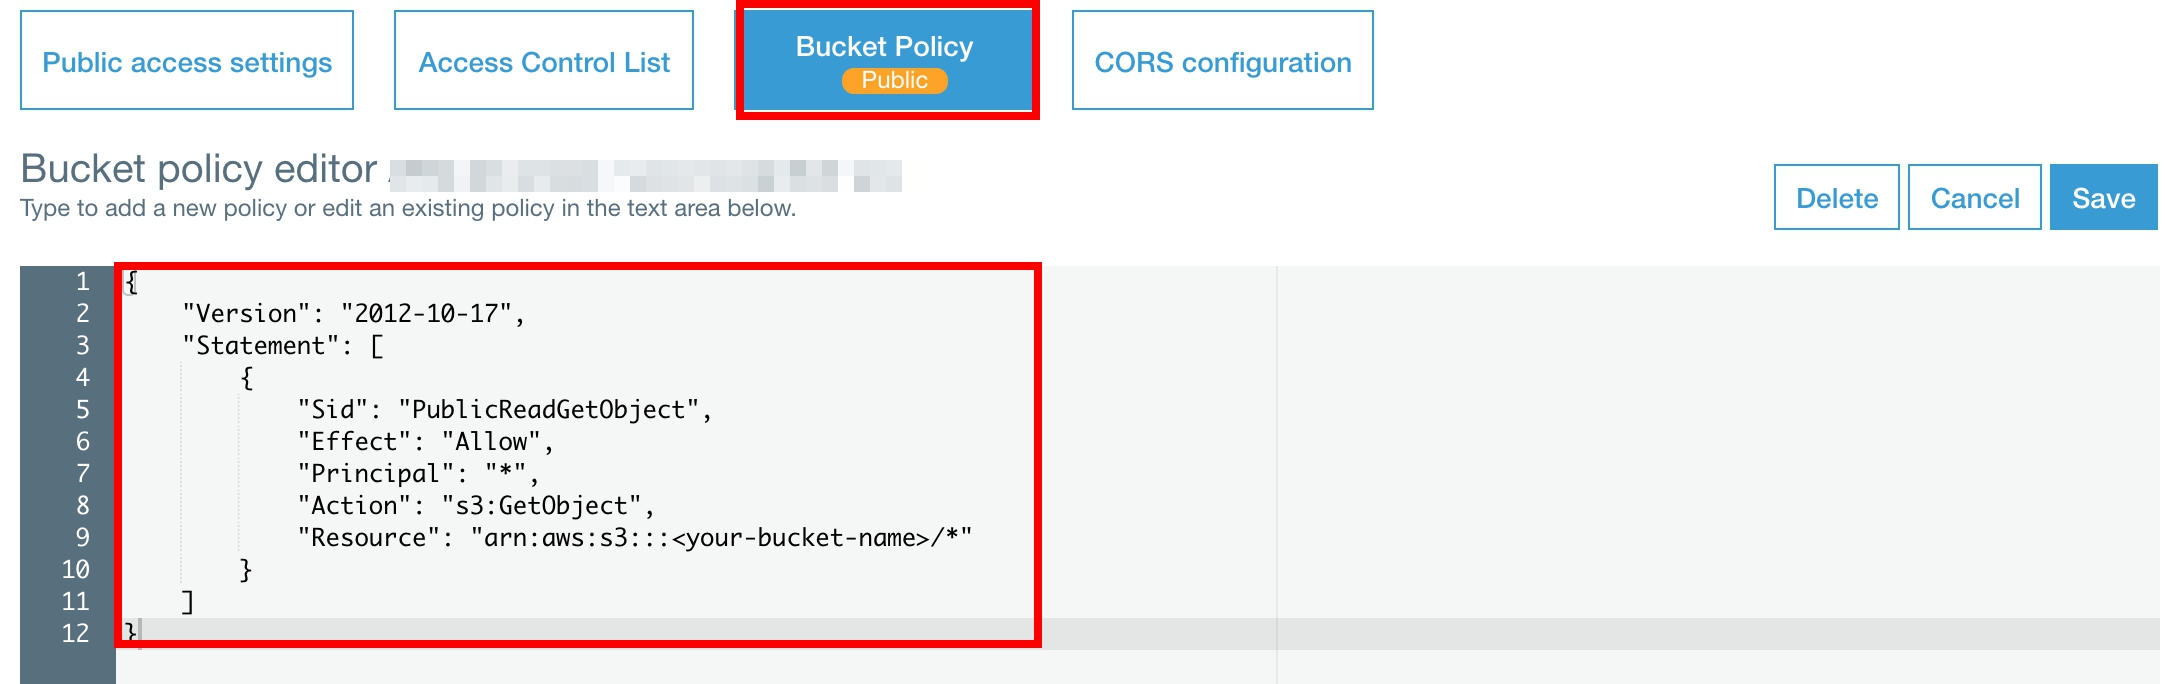 Public access settings
Access Control List
Bucket Policy
Public
CORS configuration
Bucket policy editor
Type to add a new policy or edit an existing policy in the text area below.
Delete
Cancel
Save
1 {
2 "Version": "2012-10-17",
3 "Statement": [
4 {
5 "Sid": "PublicReadGetObject",
6 "Effect": "Allow",
7 "Principal": "*",
8 "Action": "s3:GetObject",
9 "Resource": "arn:aws:s3:::<your-bucket-name>/*"
10 }
11 ]
12 }